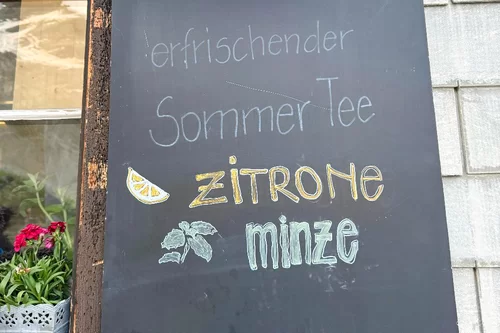 erfrischender
Sommer Tee
ZiTRONE
minze